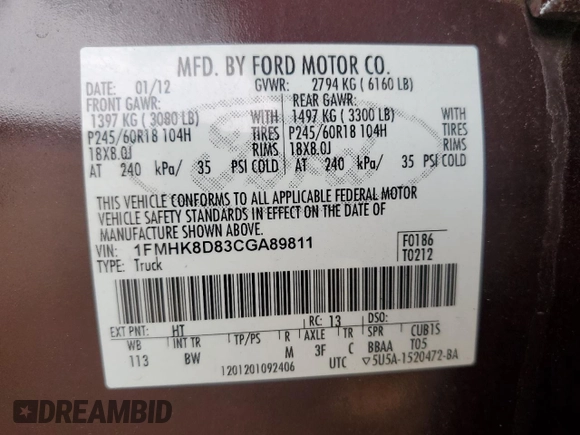 MFD. BY FORD MOTOR CO.
DATE: 01/12 GVWR: 2794 KG ( 6160 LB)
FRONT GAWR: REAR GAWR:
1397 KG ( 3080 LB) WITH 1497 KG ( 3300 LB) WITH
P245/60R18 104H TIRES P245/60R18 104H TIRES
18X8.0J RIMS 18X8.0J RIMS
AT 240 kPa/ 35 PSI COLD AT 240 kPa/ 35 PSI COLD
THIS VEHICLE CONFORMS TO ALL APPLICABLE FEDERAL MOTOR
VEHICLE SAFETY STANDARDS IN EFFECT ON THE DATE OF
MANUFACTURE SHOWN ABOVE.
VIN: 1FMHK8D83CGA89811 F0186
TYPE: Truck T0212
EXT PNT: HT RC: 13 DSO:
WB INT TR TP/PS R AXLE TR SPR CUBIS
113 BW M 3F C BBAA T05
1201201092406 UTC ▽5U5A-1520472-BA
DREAMBID